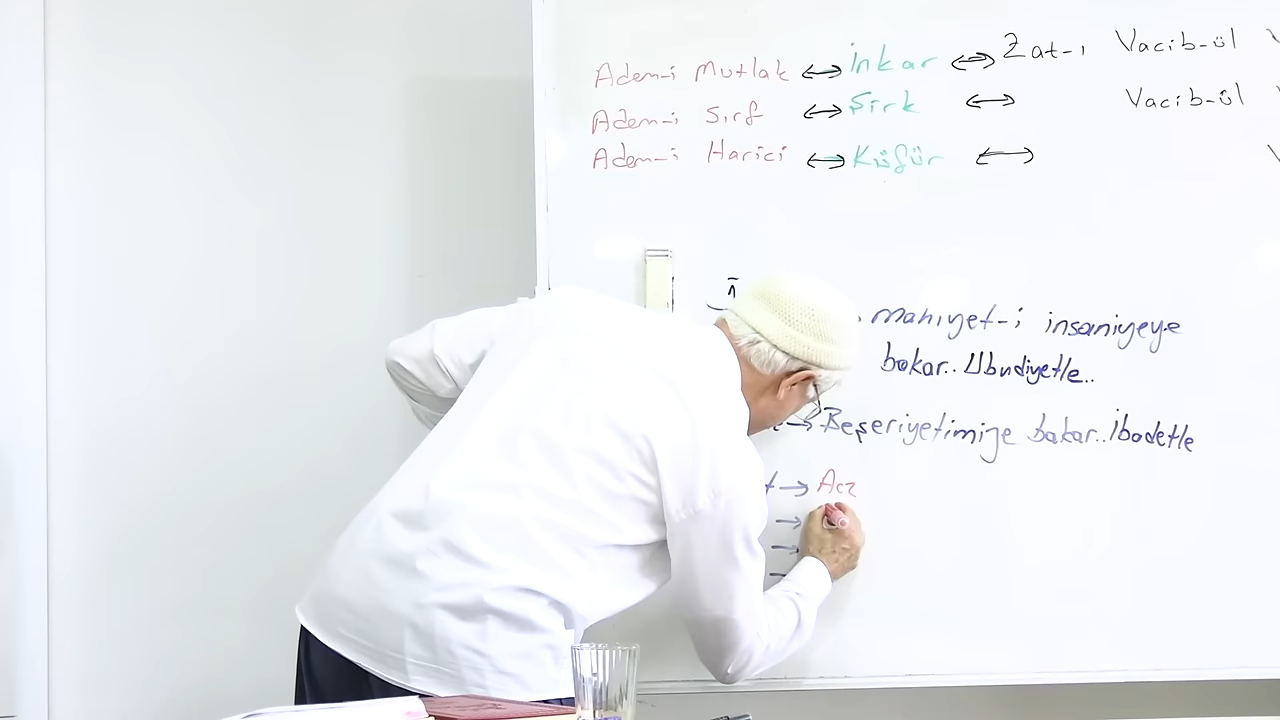 Adem-i Mutlak ↔ İnkar ↔ Zat-ı Vacib-ül
Adem-i Sırf ↔ Şirk ↔ Vacib-ül
Adem-i Harici ↔ Küfür ↔
Mahiyet-i insaniyeye
bakar.. Ubudiyetle..
→ Beşeriyetimize bakar.. İbadetle
→ Acz
→
→
→